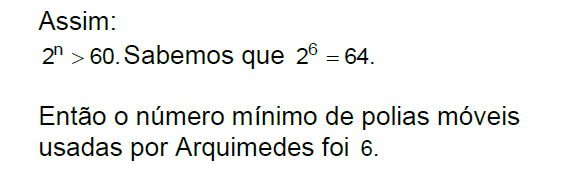 Assim:
2ⁿ > 60. Sabemos que 2⁶ = 64.
Então o número mínimo de polias móveis
usadas por Arquimedes foi 6.